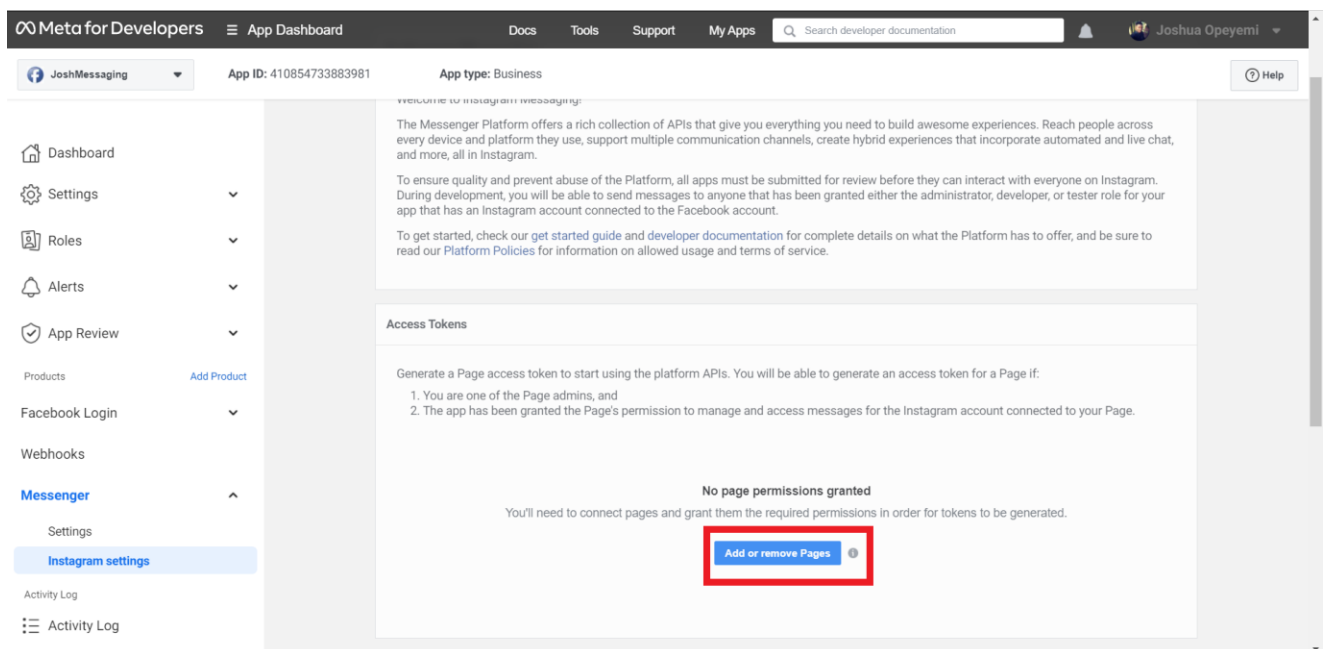 Meta for Developers
App Dashboard
Docs
Tools
Support
My Apps
Search developer documentation
Joshua Opeyemi
JoshMessaging
App ID: 410854733883981
App type: Business
Help
Dashboard
Settings
Roles
Alerts
App Review
Products
Add Product
Facebook Login
Webhooks
Messenger
Settings
Instagram settings
Activity Log
Activity Log
Welcome to Instagram Messaging!
The Messenger Platform offers a rich collection of APIs that give you everything you need to build awesome experiences. Reach people across
every device and platform they use, support multiple communication channels, create hybrid experiences that incorporate automated and live chat,
and more, all in Instagram.
To ensure quality and prevent abuse of the Platform, all apps must be submitted for review before they can interact with everyone on Instagram.
During development, you will be able to send messages to anyone that has been granted either the administrator, developer, or tester role for your
app that has an Instagram account connected to the Facebook account.
To get started, check our get started guide and developer documentation for complete details on what the Platform has to offer, and be sure to
read our Platform Policies for information on allowed usage and terms of service.
Access Tokens
Generate a Page access token to start using the platform APIs. You will be able to generate an access token for a Page if:
1. You are one of the Page admins, and
2. The app has been granted the Page's permission to manage and access messages for the Instagram account connected to your Page.
No page permissions granted
You'll need to connect pages and grant them the required permissions in order for tokens to be generated.
Add or remove Pages